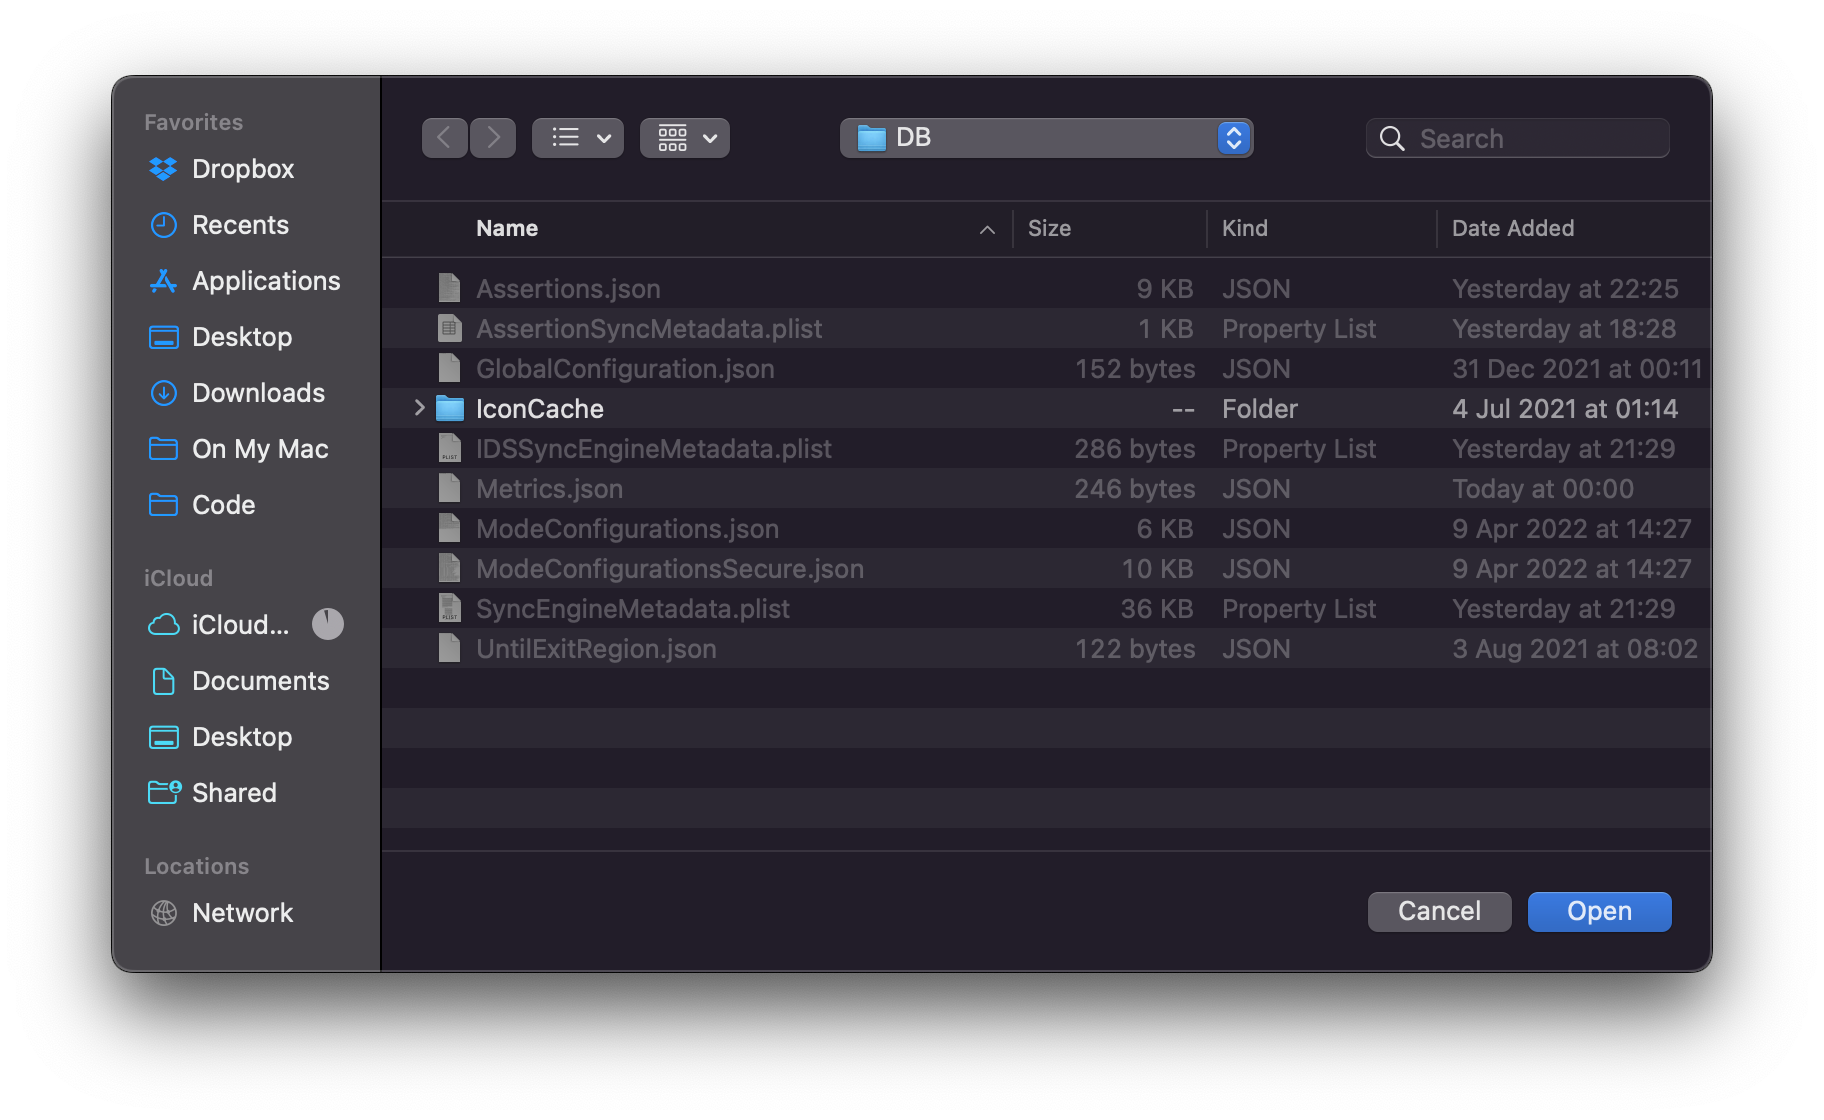 Favorites
Dropbox
Recents
Applications
Desktop
Downloads
On My Mac
Code
iCloud
iCloud...
Documents
Desktop
Shared
Locations
Network
DB
Search
Name Size Kind Date Added
Assertions.json 9 KB JSON Yesterday at 22:25
AssertionSyncMetadata.plist 1 KB Property List Yesterday at 18:28
GlobalConfiguration.json 152 bytes JSON 31 Dec 2021 at 00:11
IconCache -- Folder 4 Jul 2021 at 01:14
IDSSyncEngineMetadata.plist 286 bytes Property List Yesterday at 21:29
Metrics.json 246 bytes JSON Today at 00:00
ModeConfigurations.json 6 KB JSON 9 Apr 2022 at 14:27
ModeConfigurationsSecure.json 10 KB JSON 9 Apr 2022 at 14:27
SyncEngineMetadata.plist 36 KB Property List Yesterday at 21:29
UntilExitRegion.json 122 bytes JSON 3 Aug 2021 at 08:02
Cancel Open